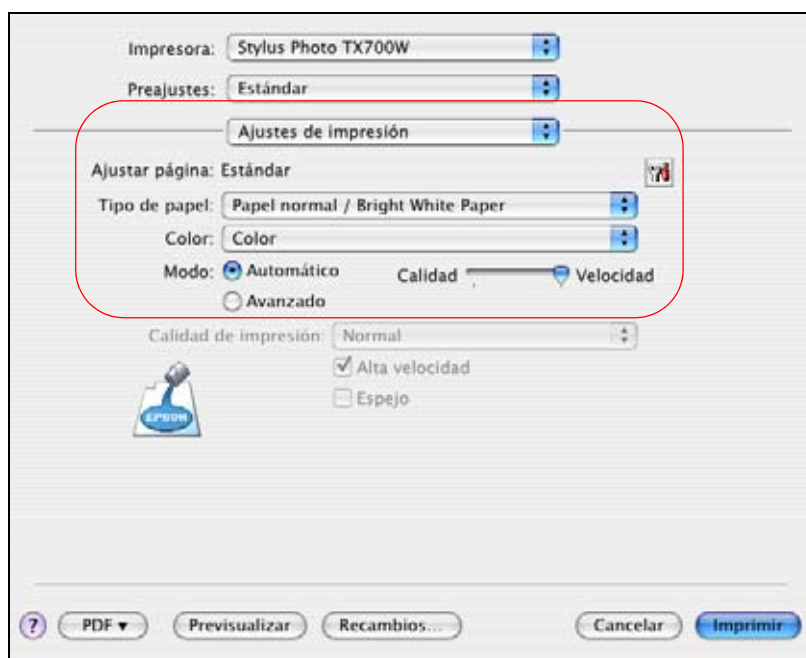 Impresora: Stylus Photo TX700W
Preajustes: Estándar
Ajustes de impresión
Ajustar página: Estándar
Tipo de papel: Papel normal / Bright White Paper
Color: Color
Modo: Automático Calidad Velocidad
Avanzado
Calidad de impresión: Normal
Alta velocidad
Espejo
EPSON
? PDF Previsualizar Recambios... Cancelar Imprimir